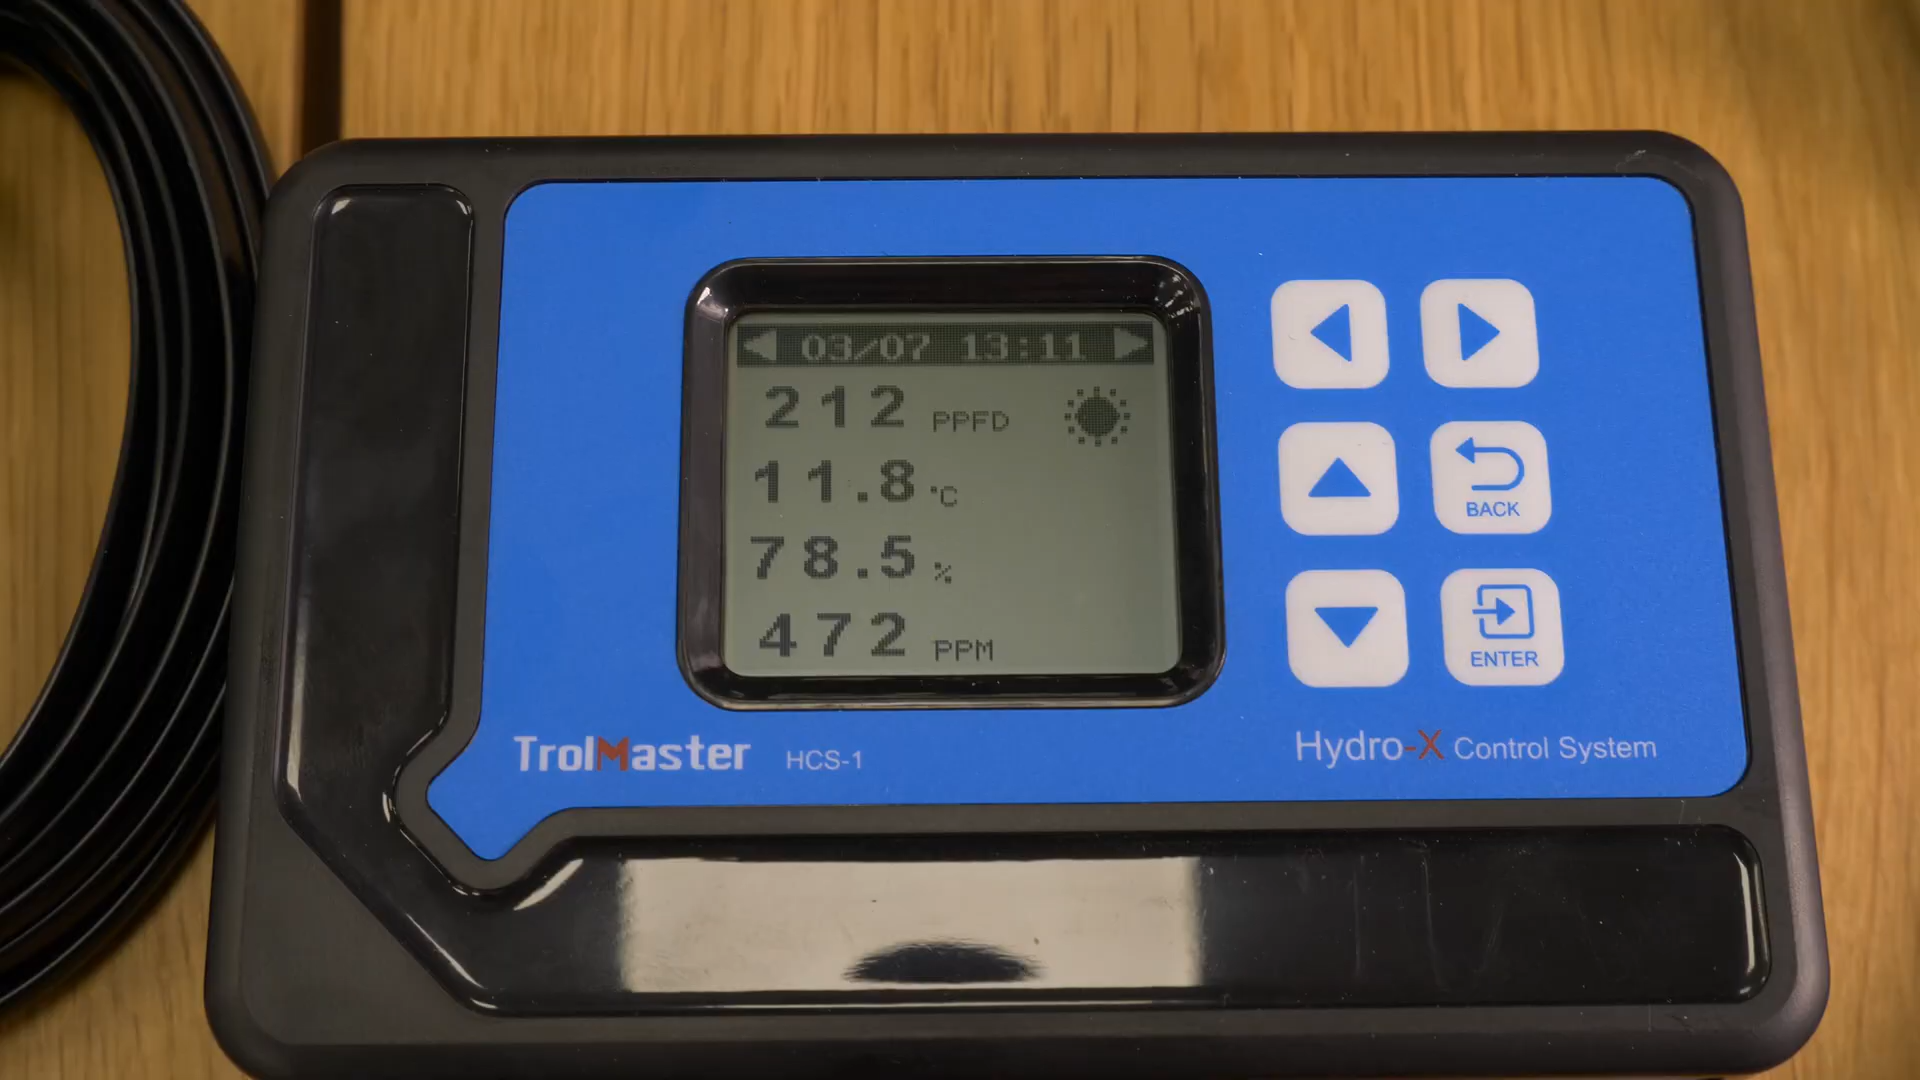 03/07 13:11
212 PPFD
11.8 °C
78.5 %
472 PPM
BACK
ENTER
TrolMaster HCS-1
Hydro-X Control System